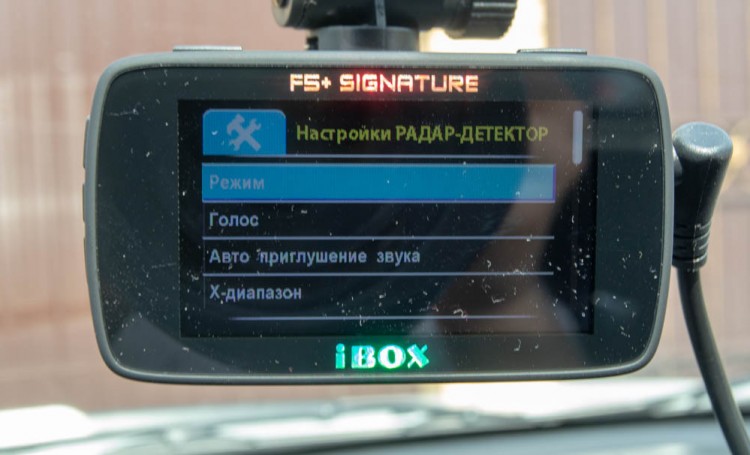 F5+ SIGNATURE
Настройки РАДАР-ДЕТЕКТОР
Режим
Голос
Авто приглушение звука
X-диапазон
iBOX